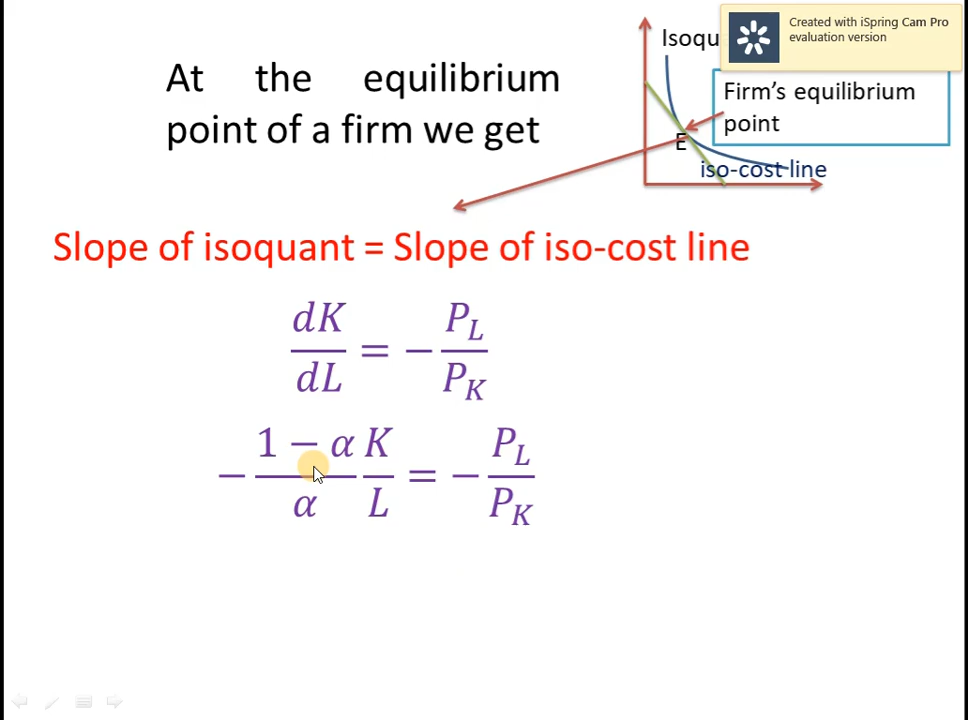 Created with iSpring Cam Pro
evaluation version
Isoqu
Firm's equilibrium
point
E
iso-cost line
At the equilibrium
point of a firm we get
Slope of isoquant = Slope of iso-cost line
dK/dL = − P_L/P_K
− (1 − α)/α K/L = − P_L/P_K